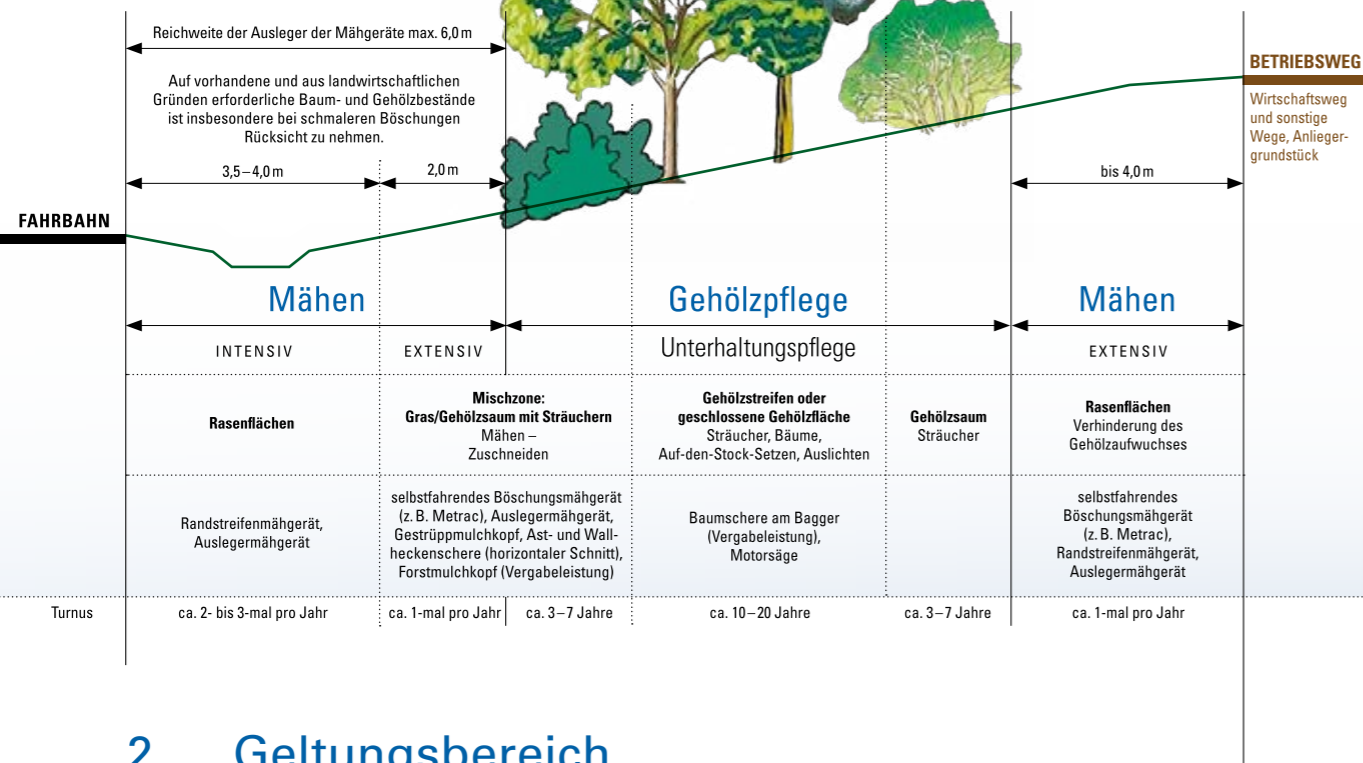 Reichweite der Ausleger der Mähgeräte max. 6,0 m
Auf vorhandene und aus landwirtschaftlichen
Gründen erforderliche Baum- und Gehölzbestände
ist insbesondere bei schmaleren Böschungen
Rücksicht zu nehmen.
3,5–4,0 m
2,0 m
bis 4,0 m
BETRIEBSWEG
Wirtschaftsweg
und sonstige
Wege, Anlieger-
grundstück
FAHRBAHN
Mähen
Gehölzpflege
Mähen
INTENSIV
EXTENSIV
Unterhaltungspflege
EXTENSIV
Rasenflächen
Mischzone:
Gras/Gehölzsaum mit Sträuchern
Mähen –
Zuschneiden
Gehölzstreifen oder
geschlossene Gehölzfläche
Sträucher, Bäume,
Auf-den-Stock-Setzen, Auslichten
Gehölzsaum
Sträucher
Rasenflächen
Verhinderung des
Gehölzaufwuchses
Randstreifenmähgerät,
Auslegermähgerät
selbstfahrendes Böschungsmähgerät
(z. B. Metrac), Auslegermähgerät,
Gestrüppmulchkopf, Ast- und Wall-
heckenschere (horizontaler Schnitt),
Forstmulchkopf (Vergabeleistung)
Baumschere am Bagger
(Vergabeleistung),
Motorsäge
selbstfahrendes
Böschungsmähgerät
(z. B. Metrac),
Randstreifenmähgerät,
Auslegermähgerät
Turnus
ca. 2- bis 3-mal pro Jahr
ca. 1-mal pro Jahr
ca. 3–7 Jahre
ca. 10–20 Jahre
ca. 3–7 Jahre
ca. 1-mal pro Jahr
2 Geltungsbereich